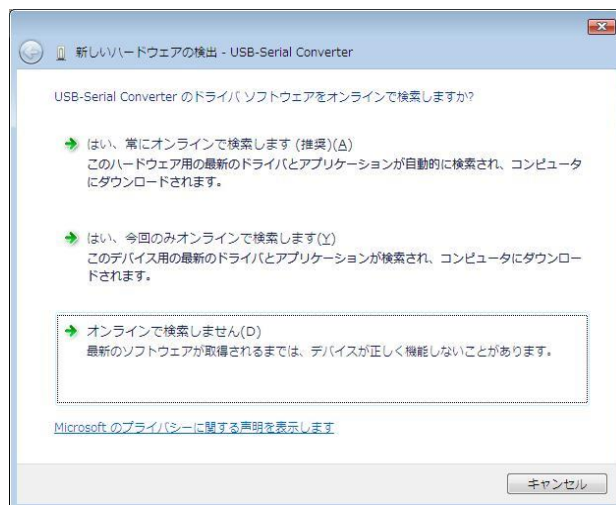 新しいハードウェアの検出 - USB-Serial Converter
USB-Serial Converter のドライバ ソフトウェアをオンラインで検索しますか?
はい、常にオンラインで検索します (推奨)(A)
このハードウェア用の最新のドライバとアプリケーションが自動的に検索され、コンピュータ
にダウンロードされます。
はい、今回のみオンラインで検索します(Y)
このデバイス用の最新のドライバとアプリケーションが検索され、コンピュータにダウンロー
ドされます。
オンラインで検索しません(D)
最新のソフトウェアが取得されるまでは、デバイスが正しく機能しないことがあります。
Microsoft のプライバシーに関する声明を表示します
キャンセル